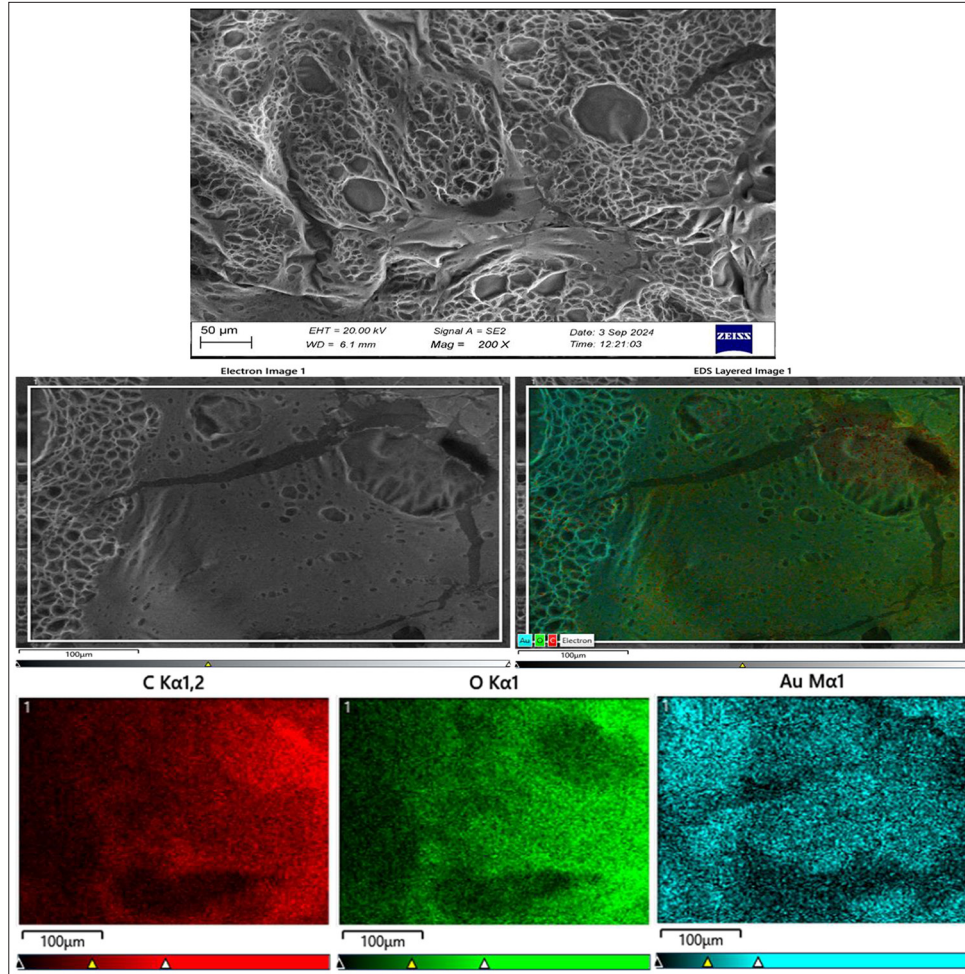 50 µm
EHT = 20.00 kV
Signal A = SE2
Date: 3 Sep 2024
WD = 6.1 mm
Mag = 200 X
Time: 12:21:03
ZEISS
Electron Image 1
EDS Layered Image 1
1
1
Au O C Electron
100µm
100µm
C Kα1,2
O Kα1
Au Mα1
1
1
1
100µm
100µm
100µm